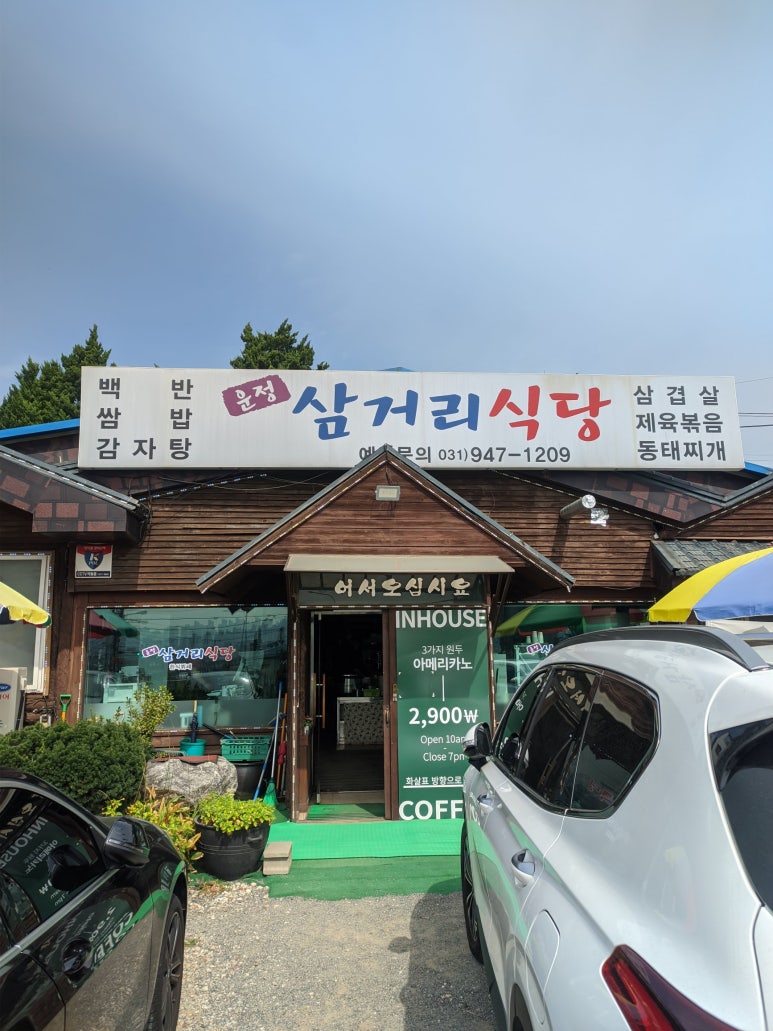 백 반
쌈 밥
감 자 탕
운정
삼거리식당
문의 031)947-1209
삼 겹 살
제육볶음
동태찌개
어서오십시요
삼거리식당
INHOUSE
3가지 원두
아메리카노
2,900₩
Open 10am
-
Close 7pm
화살표 방향으로
COFF